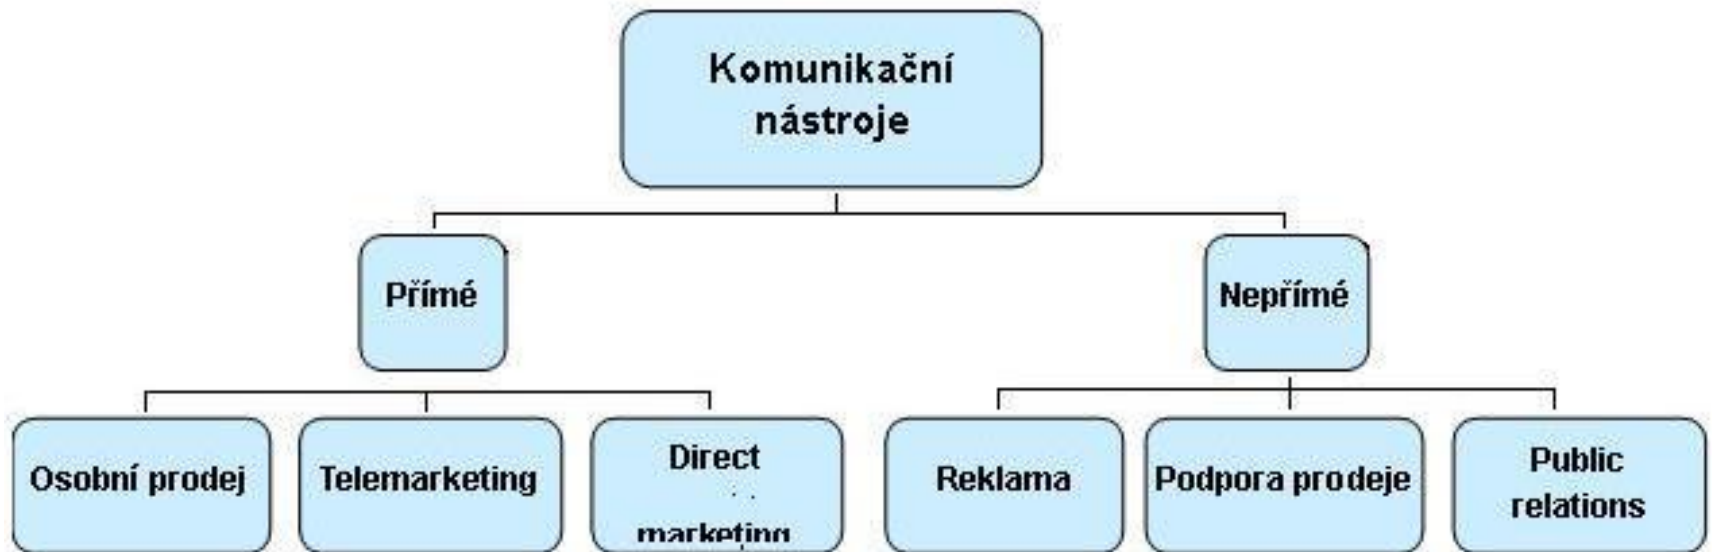 Komunikační
nástroje
Přímé
Nepřímé
Osobní prodej
Telemarketing
Direct
marketing
Reklama
Podpora prodeje
Public
relations